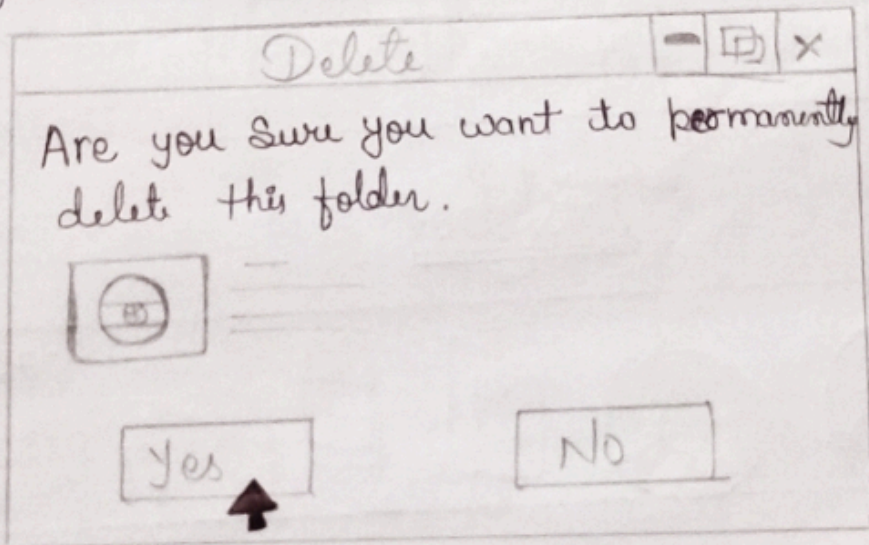 Delete
Are you sure you want to permanently
delete this folder.
Yes
No